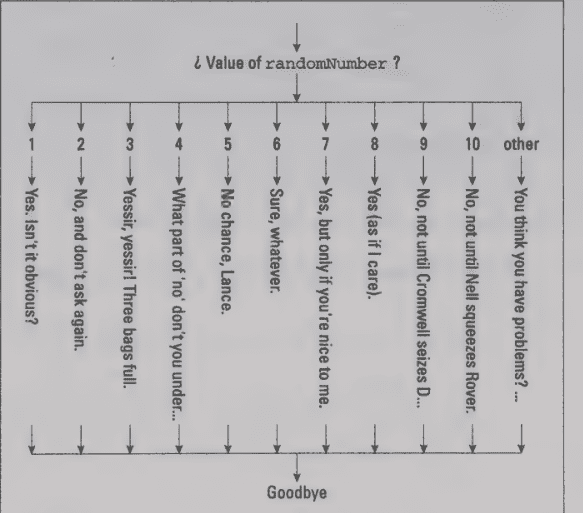 ¿ Value of randomNumber ?
1 2 3 4 5 6 7 8 9 10 other
Yes. Isn't it obvious?
No, and don't ask again.
Yessir, yessir! Three bags full.
What part of 'no' don't you under...
No chance, Lance.
Sure, whatever.
Yes, but only if you're nice to me.
Yes (as if I care).
No, not until Cromwell seizes D...
No, not until Nell squeezes Rover.
You think you have problems? ...
Goodbye